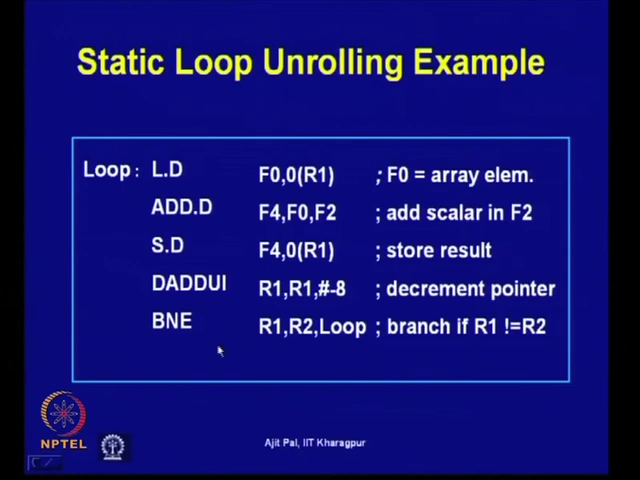 Static Loop Unrolling Example
Loop: L.D F0,0(R1) ; F0 = array elem.
ADD.D F4,F0,F2 ; add scalar in F2
S.D F4,0(R1) ; store result
DADDUI R1,R1,#-8 ; decrement pointer
BNE R1,R2,Loop ; branch if R1 !=R2
NPTEL
Ajit Pal, IIT Kharagpur